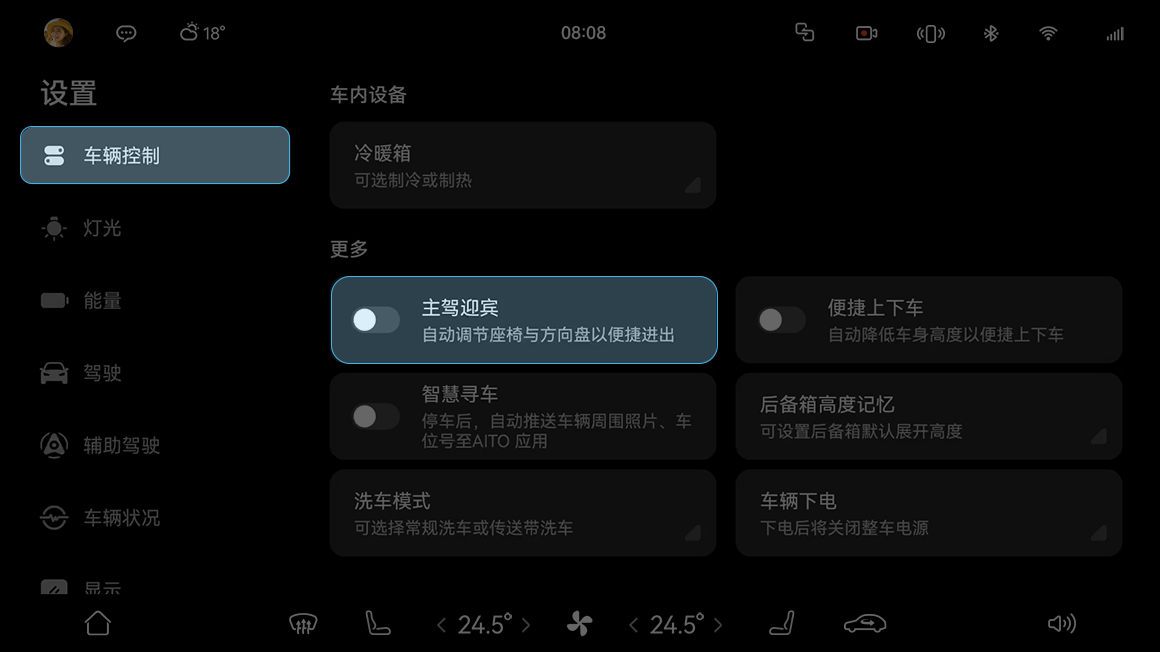 18°
08:08
设置
车辆控制
灯光
能量
驾驶
辅助驾驶
车辆状况
显示
车内设备
冷暖箱
可选制冷或制热
更多
主驾迎宾
自动调节座椅与方向盘以便捷进出
便捷上下车
自动降低车身高度以便捷上下车
智慧寻车
停车后，自动推送车辆周围照片、车
位号至AITO 应用
后备箱高度记忆
可设置后备箱默认展开高度
洗车模式
可选择常规洗车或传送带洗车
车辆下电
下电后将关闭整车电源
24.5°
24.5°